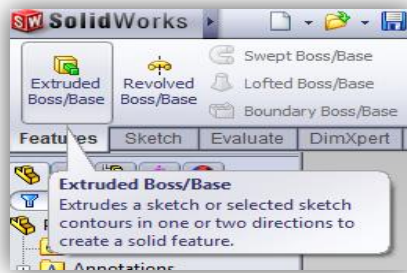 SolidWorks
Extruded Boss/Base
Revolved Boss/Base
Swept Boss/Base
Lofted Boss/Base
Boundary Boss/Base
Features Sketch Evaluate DimXpert
Extruded Boss/Base
Extrudes a sketch or selected sketch
contours in one or two directions to
create a solid feature.
Annotations